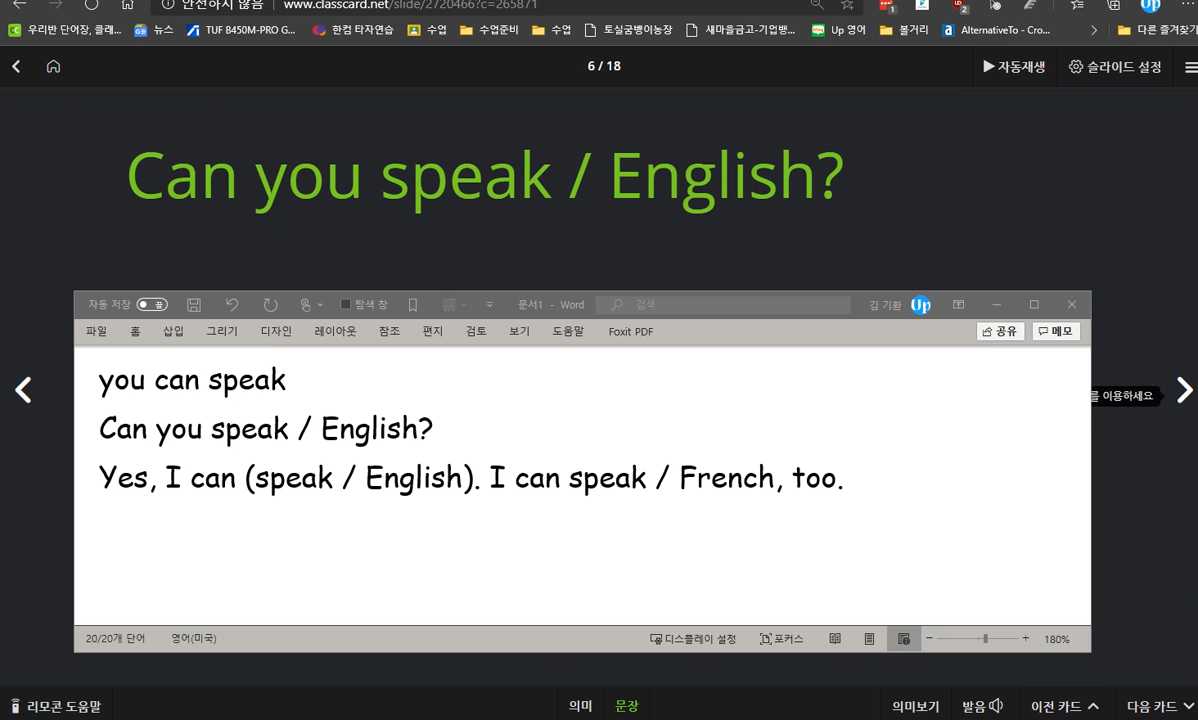 안전하지 않음 www.classcard.net/slide/2720466?c=265871
우리반 단어장, 클래... 뉴스 TUF B450M-PRO G... 한컴 타자연습 수업 수업준비 수업 토실굼벵이농장 새마을금고-기업뱅... Up 영어 볼거리 AlternativeTo - Cro... 다른 즐겨찾기
6 / 18 자동재생 슬라이드 설정
Can you speak / English?
자동 저장 끔 탐색 창 문서1 - Word 검색 김 기환 Up
파일 홈 삽입 그리기 디자인 레이아웃 참조 편지 검토 보기 도움말 Foxit PDF 공유 메모
you can speak
Can you speak / English?
를 이용하세요
Yes, I can (speak / English). I can speak / French, too.
20/20개 단어 영어(미국) 디스플레이 설정 포커스 180%
리모콘 도움말 의미 문장 의미보기 발음 이전 카드 다음 카드